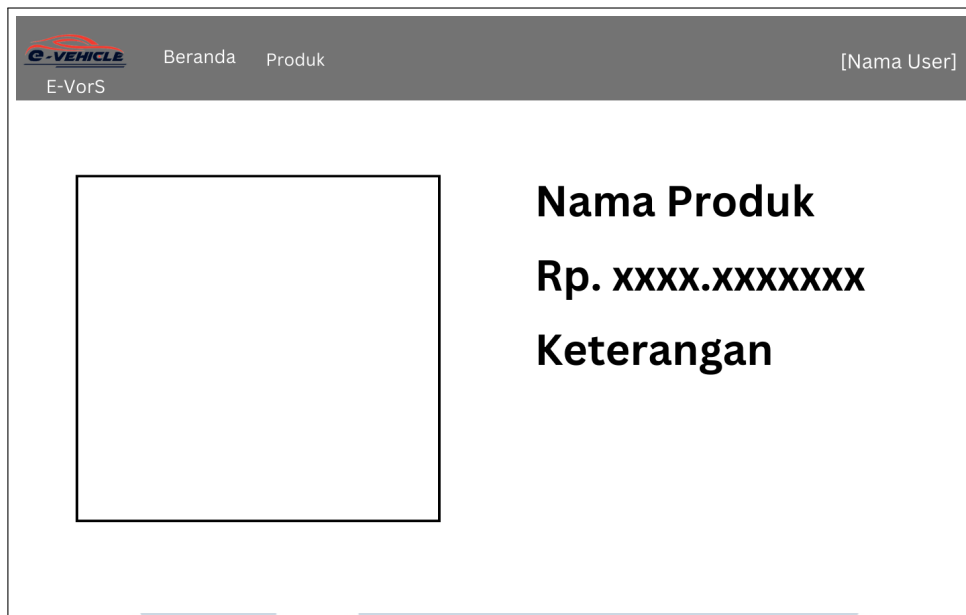 e-VEHICLE
E-VorS
Beranda
Produk
[Nama User]
Nama Produk
Rp. xxxx.xxxxxxx
Keterangan